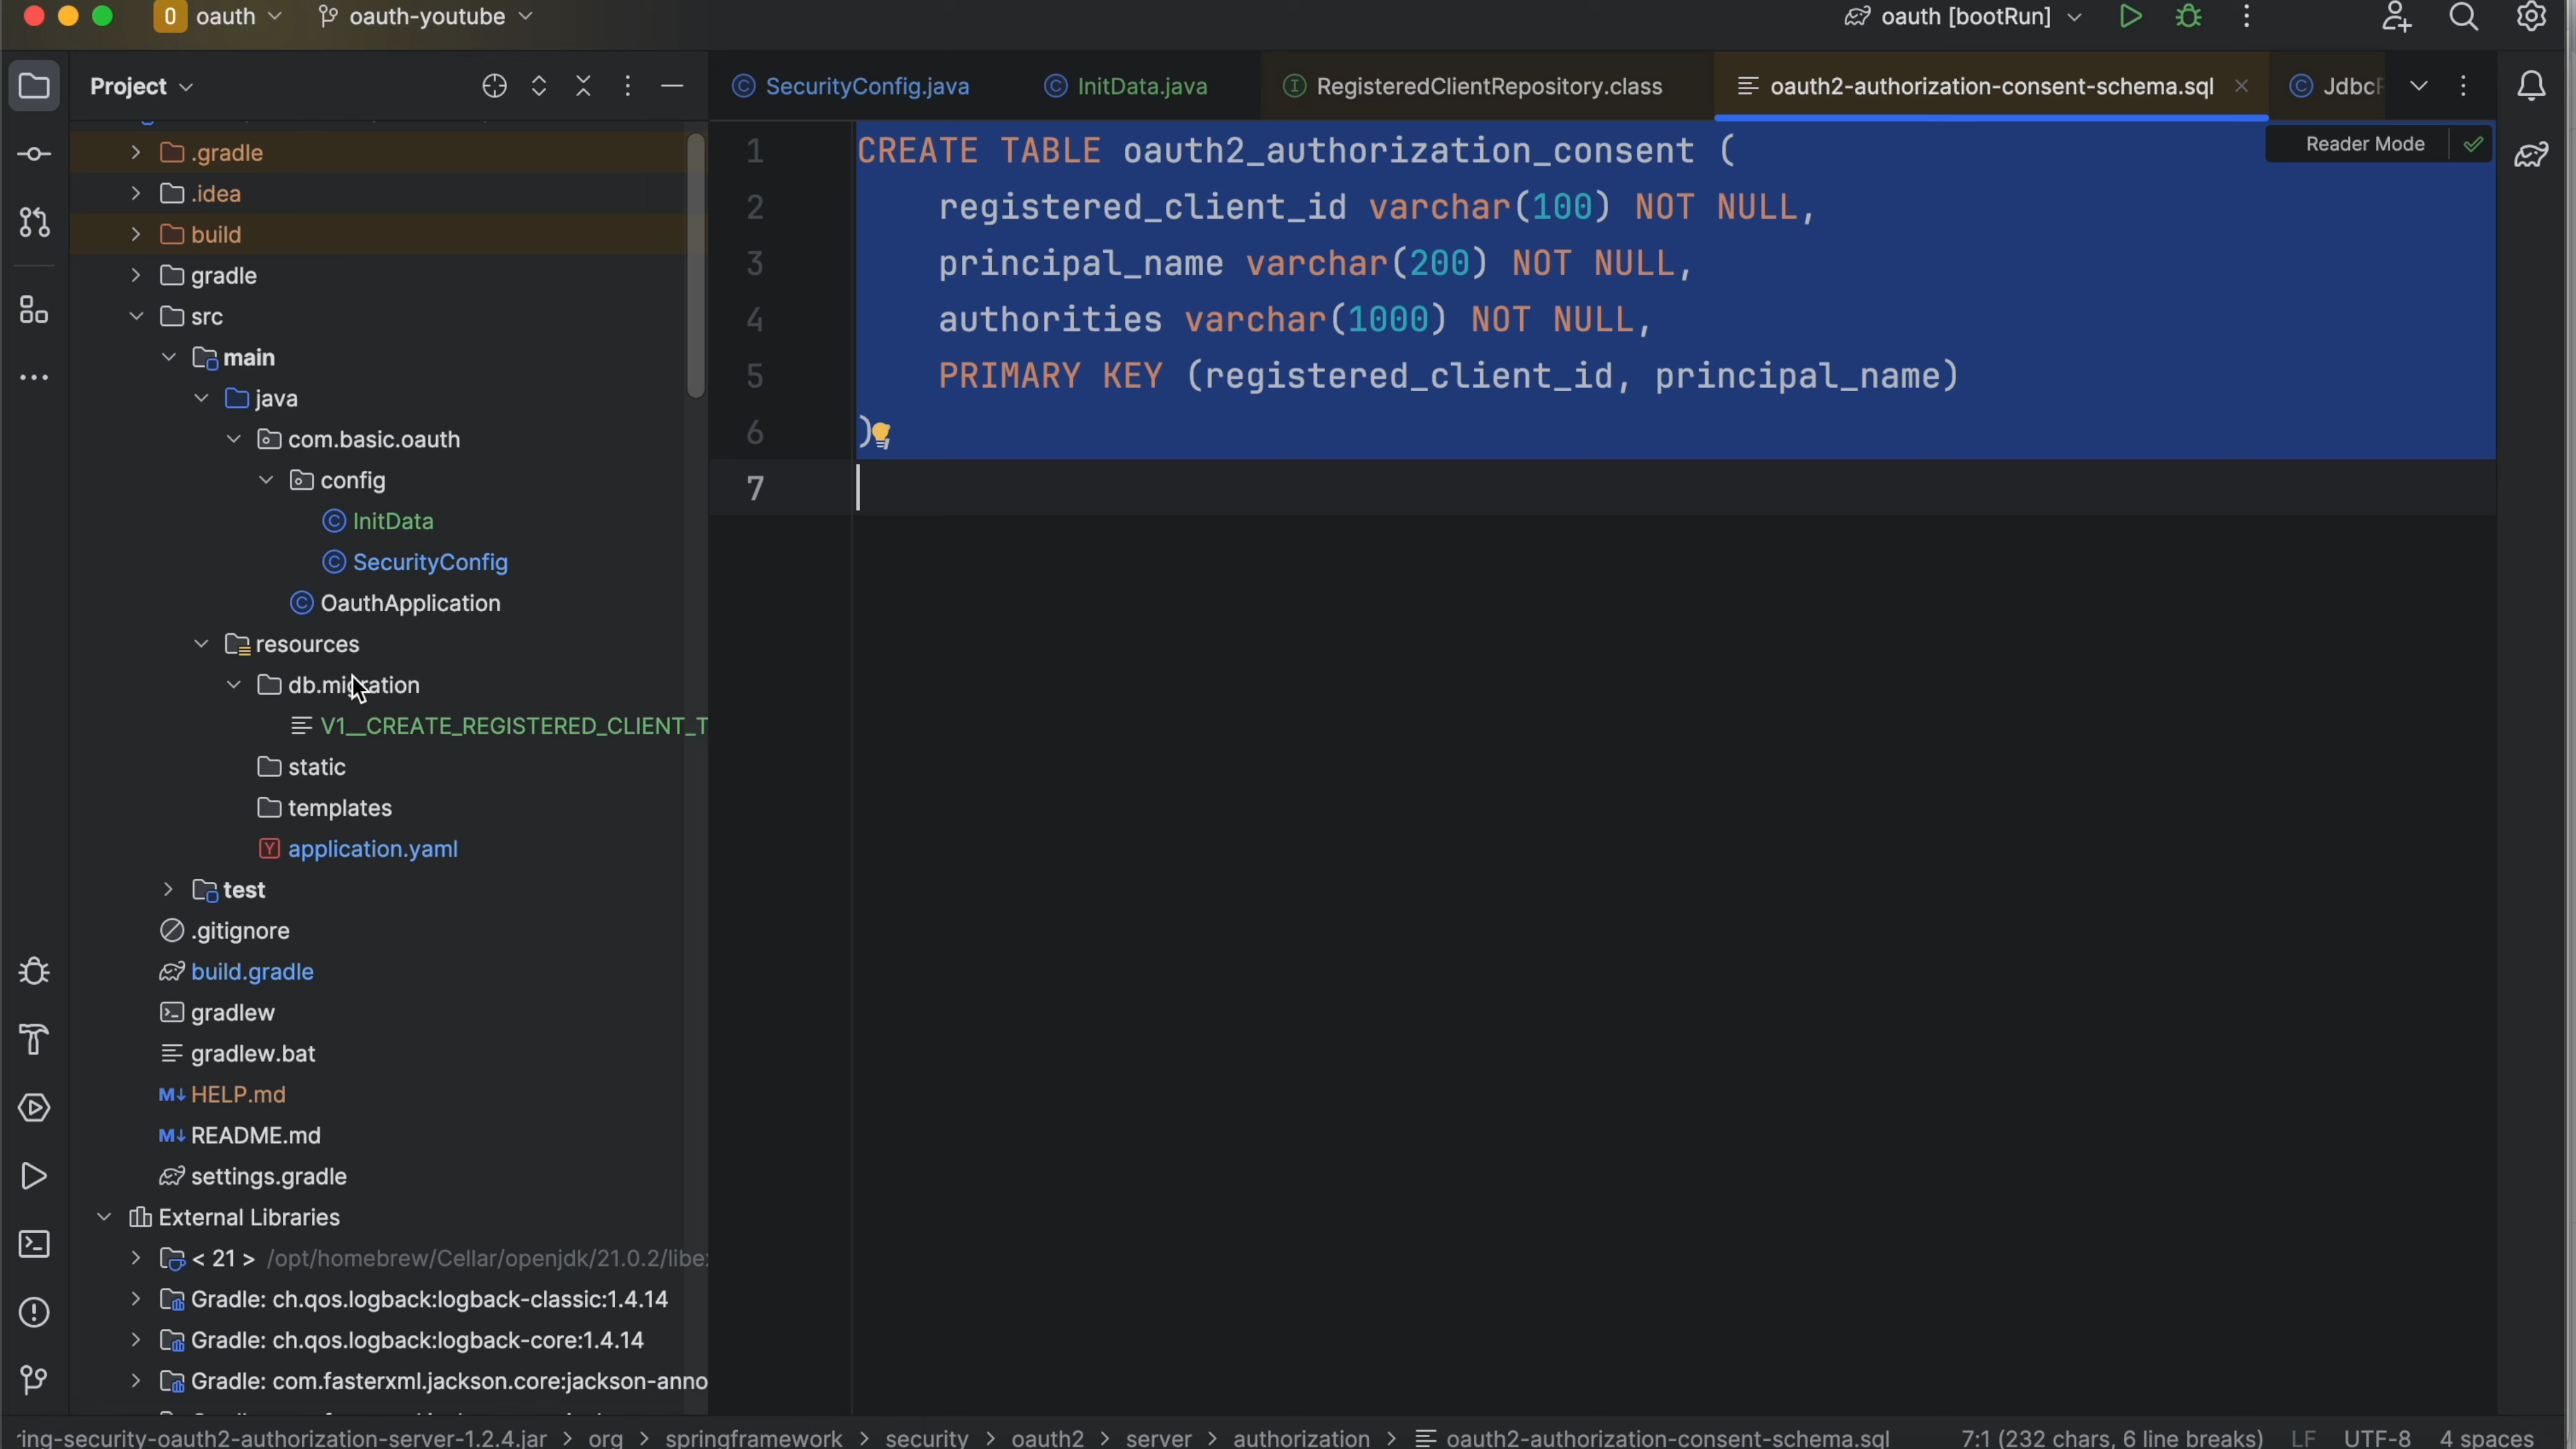 O oauth oauth-youtube oauth [bootRun]
Project
SecurityConfig.java InitData.java RegisteredClientRepository.class oauth2-authorization-consent-schema.sql
.gradle
.idea
build
gradle
src
main
java
com.basic.oauth
config
InitData
SecurityConfig
OauthApplication
resources
db.migration
V1__CREATE_REGISTERED_CLIENT_T
static
templates
application.yaml
test
.gitignore
build.gradle
gradlew
gradlew.bat
M↓ HELP.md
M↓ README.md
settings.gradle
External Libraries
< 21 > /opt/homebrew/Cellar/openjdk/21.0.2/libe
Gradle: ch.qos.logback:logback-classic:1.4.14
Gradle: ch.qos.logback:logback-core:1.4.14
Gradle: com.fasterxml.jackson.core:jackson-anno
Reader Mode
1 CREATE TABLE oauth2_authorization_consent (
2 registered_client_id varchar(100) NOT NULL,
3 principal_name varchar(200) NOT NULL,
4 authorities varchar(1000) NOT NULL,
5 PRIMARY KEY (registered_client_id, principal_name)
6 );
7
ing-security-oauth2-authorization-server-1.2.4.jar > org > springframework > security > oauth2 > server > authorization > oauth2-authorization-consent-schema.sql 7:1 (232 chars, 6 line breaks) LF UTF-8 4 spaces